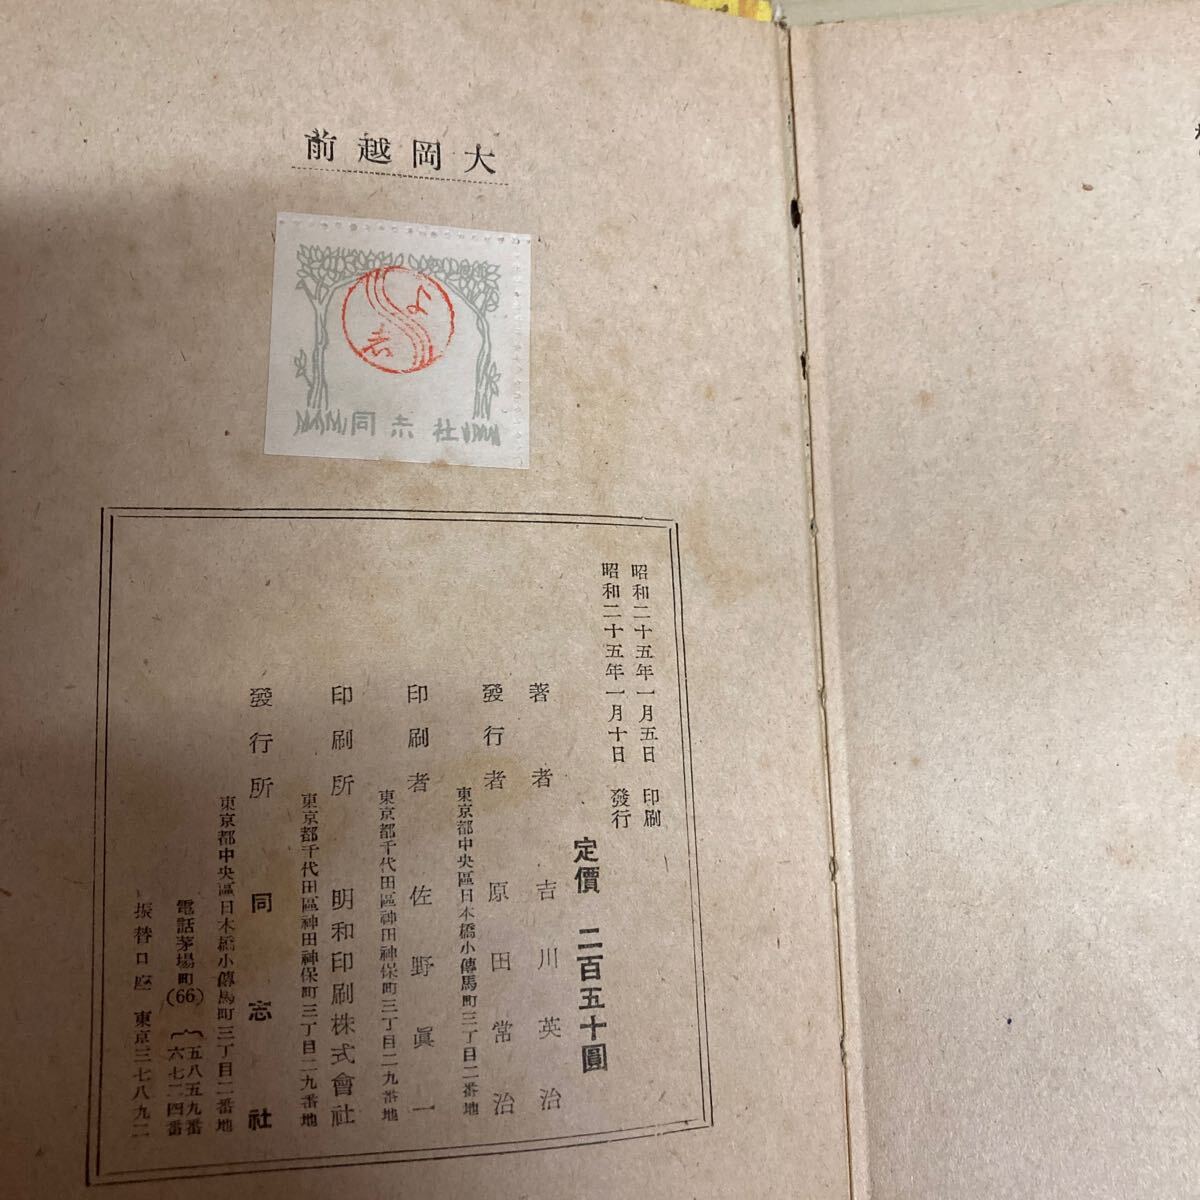 大岡越前
よ志
同志社
昭和二十五年一月五日 印刷
昭和二十五年一月十日 發行
定價 二百五十圓
著者 吉川英治
發行者 原田常治
東京都中央區日本橋小傳馬町三丁目二番地
印刷者 佐野眞一
東京都千代田區神田神保町三丁目二九番地
印刷所 明和印刷株式會社
東京都千代田區神田神保町三丁目二九番地
發行所 同志社
東京都中央區日本橋小傳馬町三丁目二番地
電話茅場町(66){五八五九番
六七二四番
振替口座 東京三七八九二